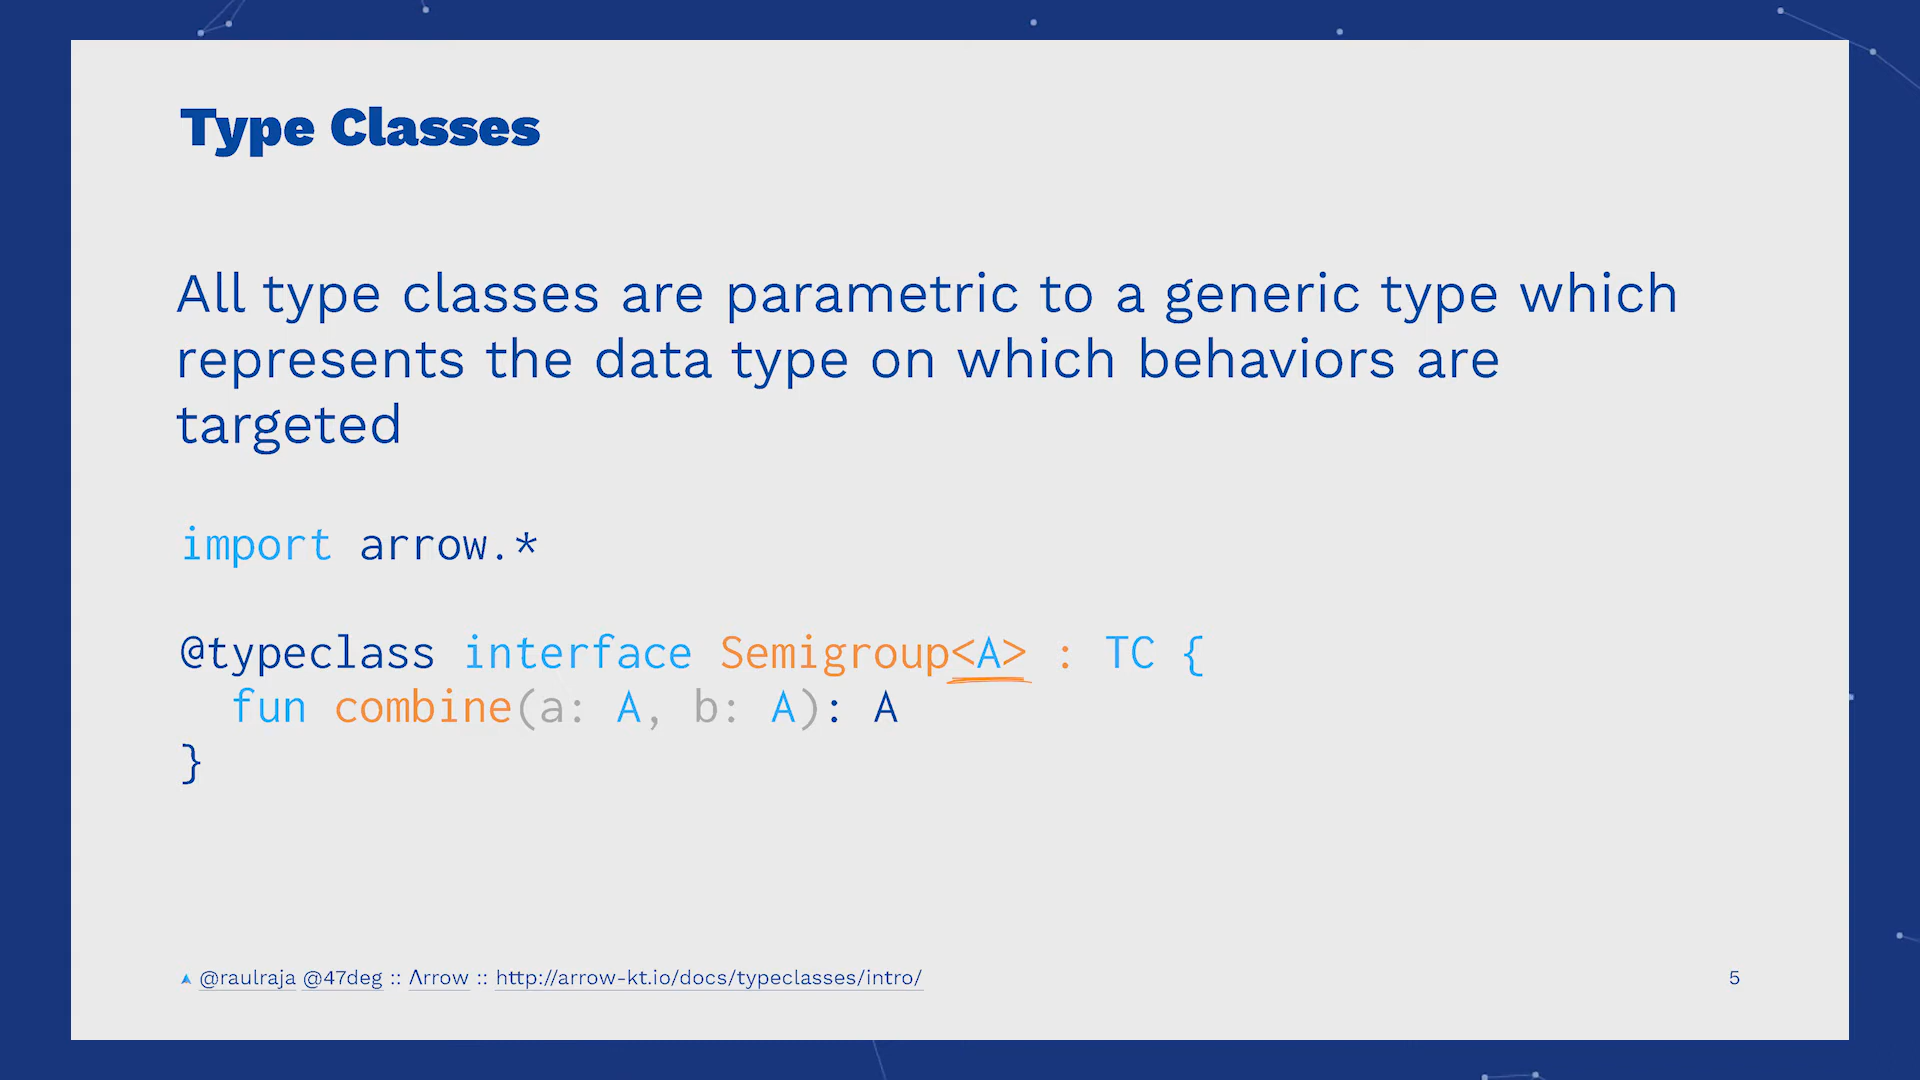 Type Classes
All type classes are parametric to a generic type which
represents the data type on which behaviors are
targeted
import arrow.*
@typeclass interface Semigroup<A> : TC {
  fun combine(a: A, b: A): A
}
@raulraja @47deg :: Λrrow :: http://arrow-kt.io/docs/typeclasses/intro/
5